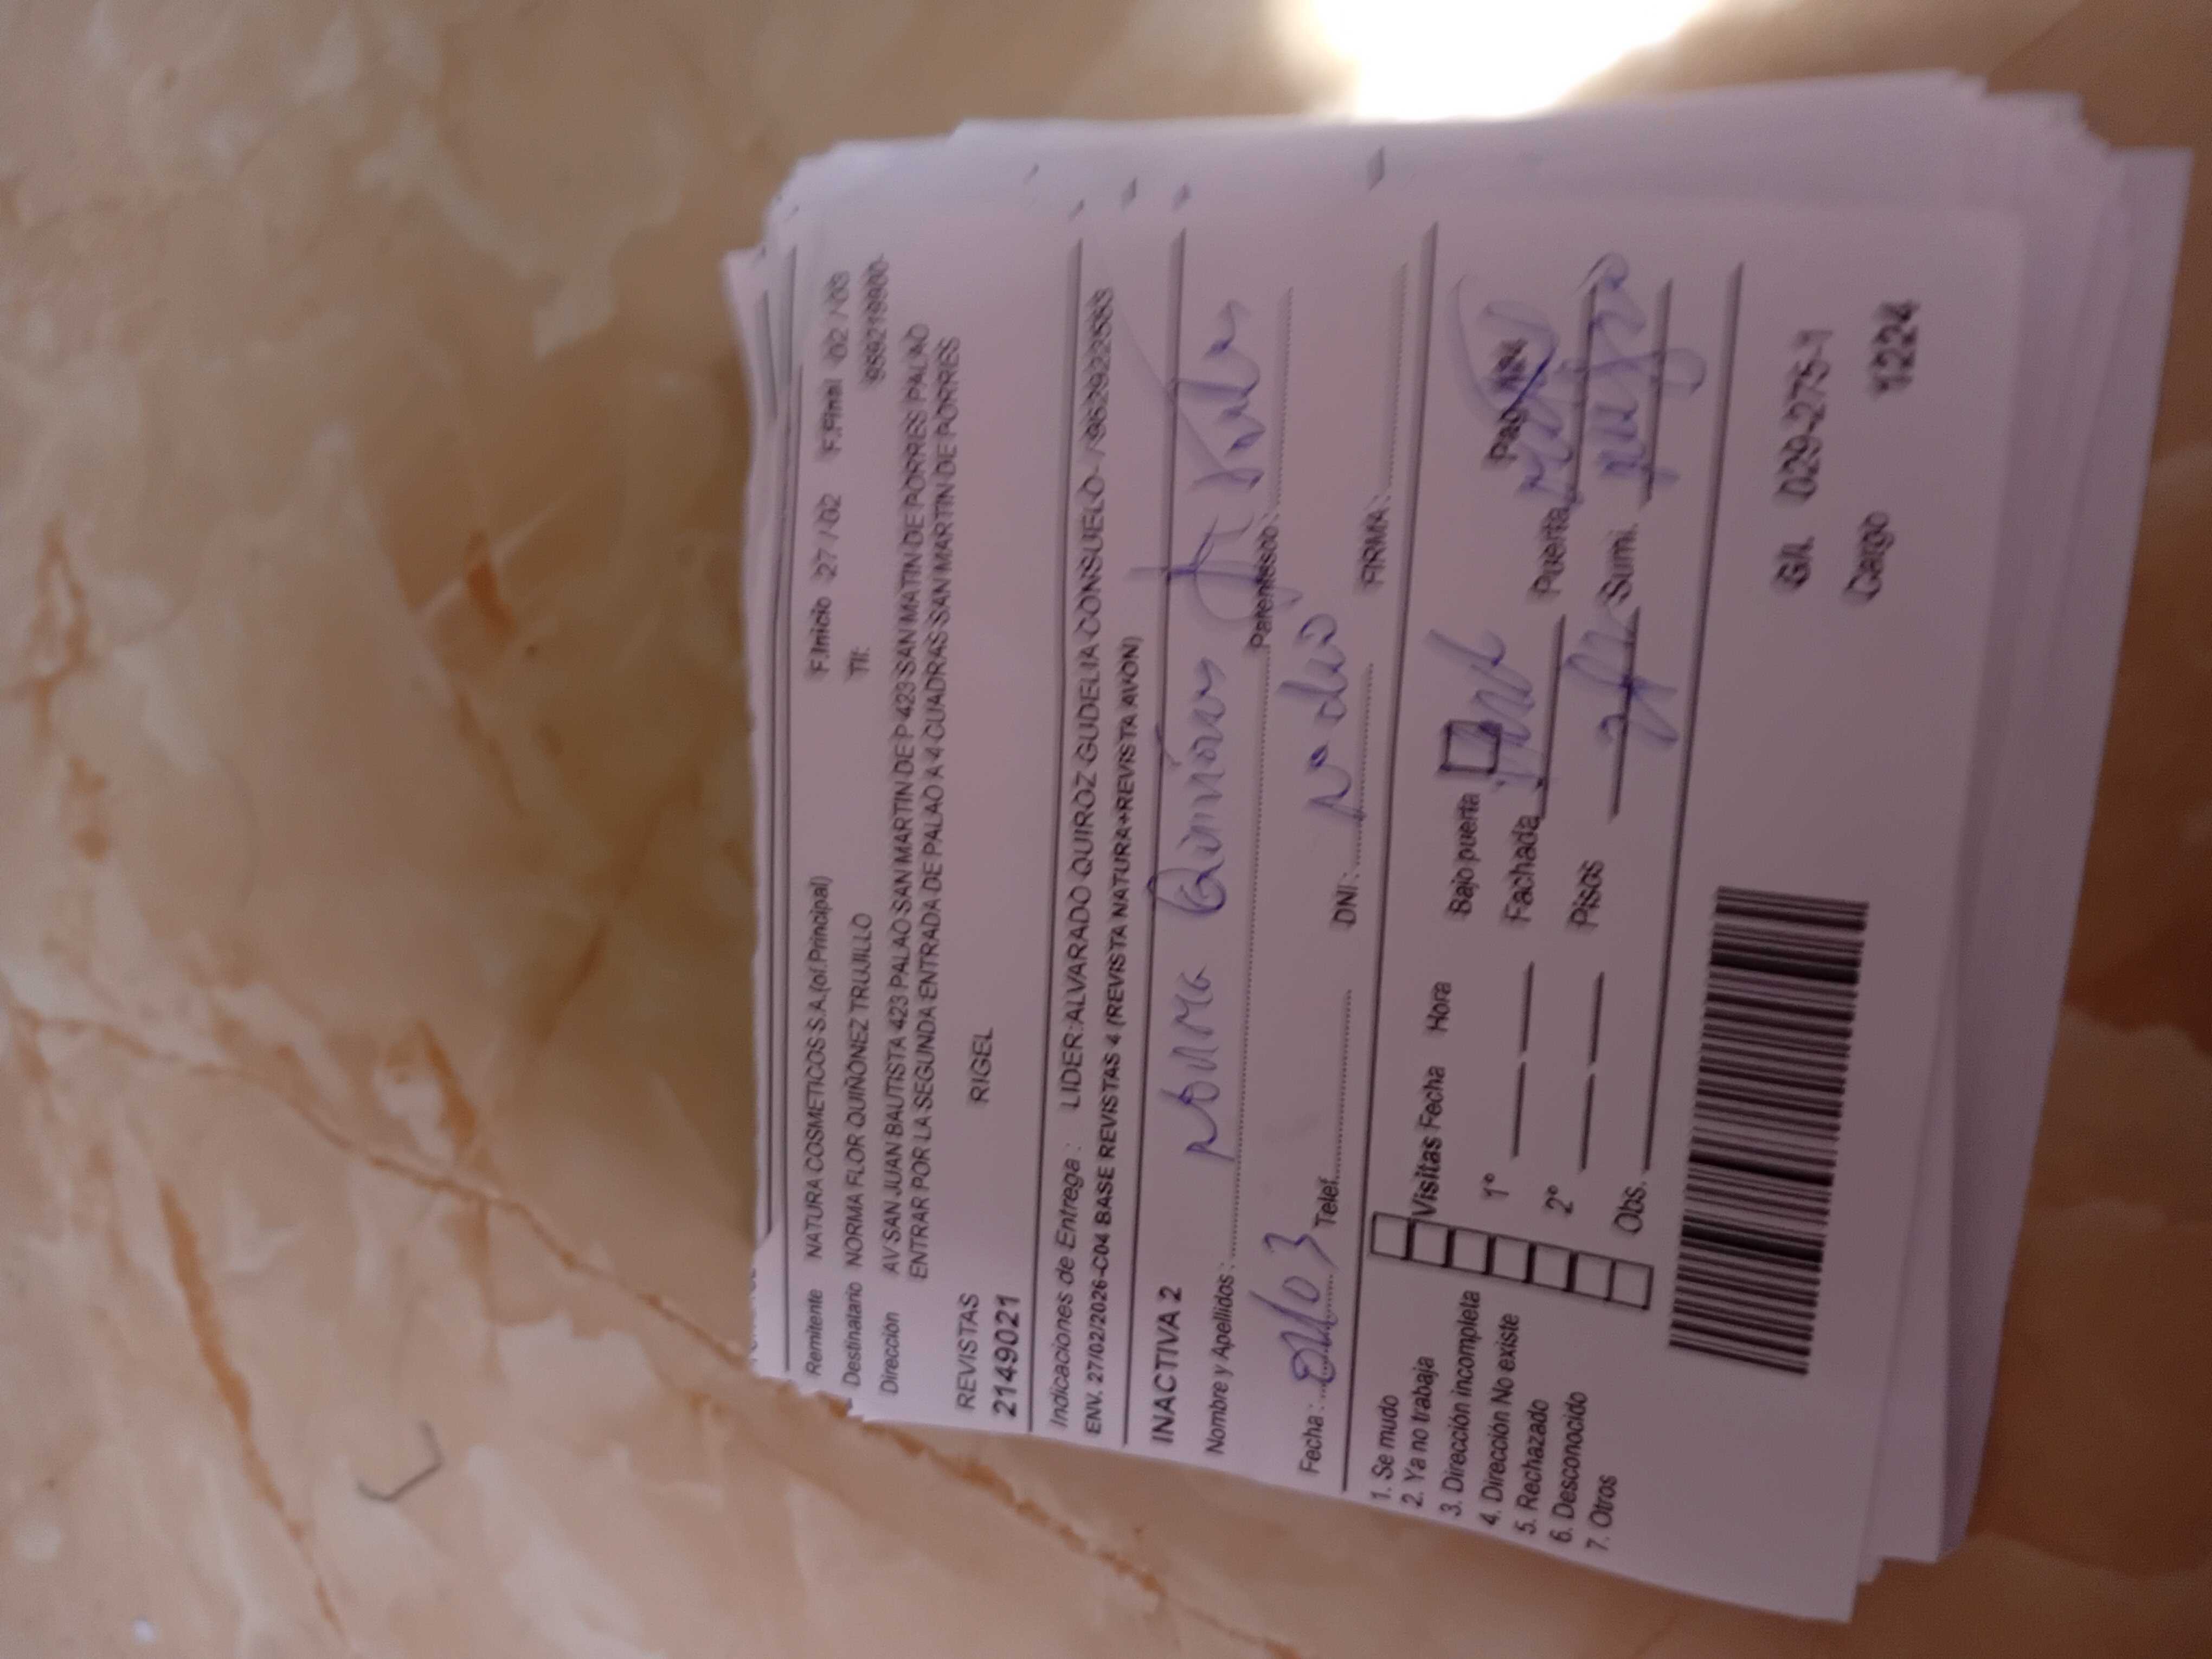 Remitente NATURA COSMETICOS S.A.(of.Principal) F.Inicio 27 /02 F.Final 02 /03
Destinatario NORMA FLOR QUIÑONEZ TRUJILLO Tlf:
Dirección AV SAN JUAN BAUTISTA 423 PALAO SAN MARTIN DE P 423 SAN MATIN DE PORRES PALAO
ENTRAR POR LA SEGUNDA ENTRADA DE PALAO A 4 CUADRAS SAN MARTIN DE PORRES
REVISTAS RIGEL
2149021
Indicaciones de Entrega : LIDER:ALVARADO QUIROZ GUDELIA CONSUELO-
ENV. 27/02/2026-C04 BASE REVISTAS 4 (REVISTA NATURA+REVISTA AVON)
INACTIVA 2
Nombre y Apellidos: Norma Quiñones Parentesco:
Fecha: Telef. DNI: FIRMA:
1. Se mudo
2. Ya no trabaja
3. Dirección incompleta
4. Dirección No existe
5. Rechazado
6. Desconocido
7. Otros
Visitas Fecha Hora Bajo puerta
1° Fachada Puerta
2° Pisos Sumi.
Obs.
G/L 029-275-1
Cargo 1224